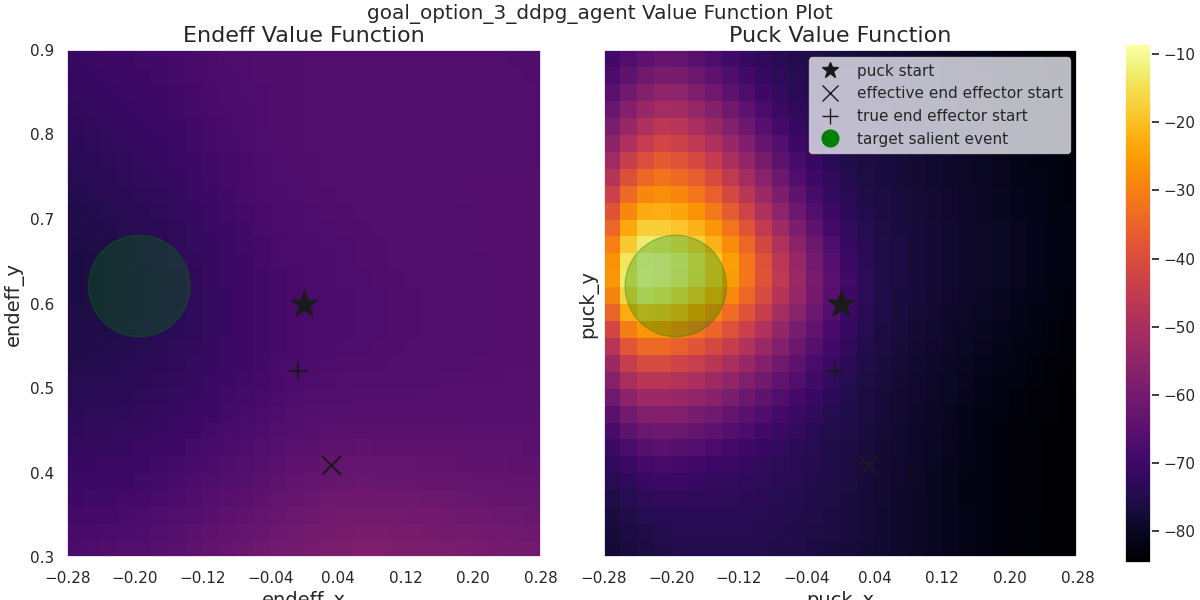 goal_option_3_ddpg_agent Value Function Plot
Endeff Value Function
0.9
0.8
0.7
0.6
0.5
0.4
0.3
endeff_y
−0.28 −0.20 −0.12 −0.04 0.04 0.12 0.20 0.28
endeff_x
Puck Value Function
puck start
effective end effector start
true end effector start
target salient event
puck_y
−0.28 −0.20 −0.12 −0.04 0.04 0.12 0.20 0.28
puck_x
−10
−20
−30
−40
−50
−60
−70
−80